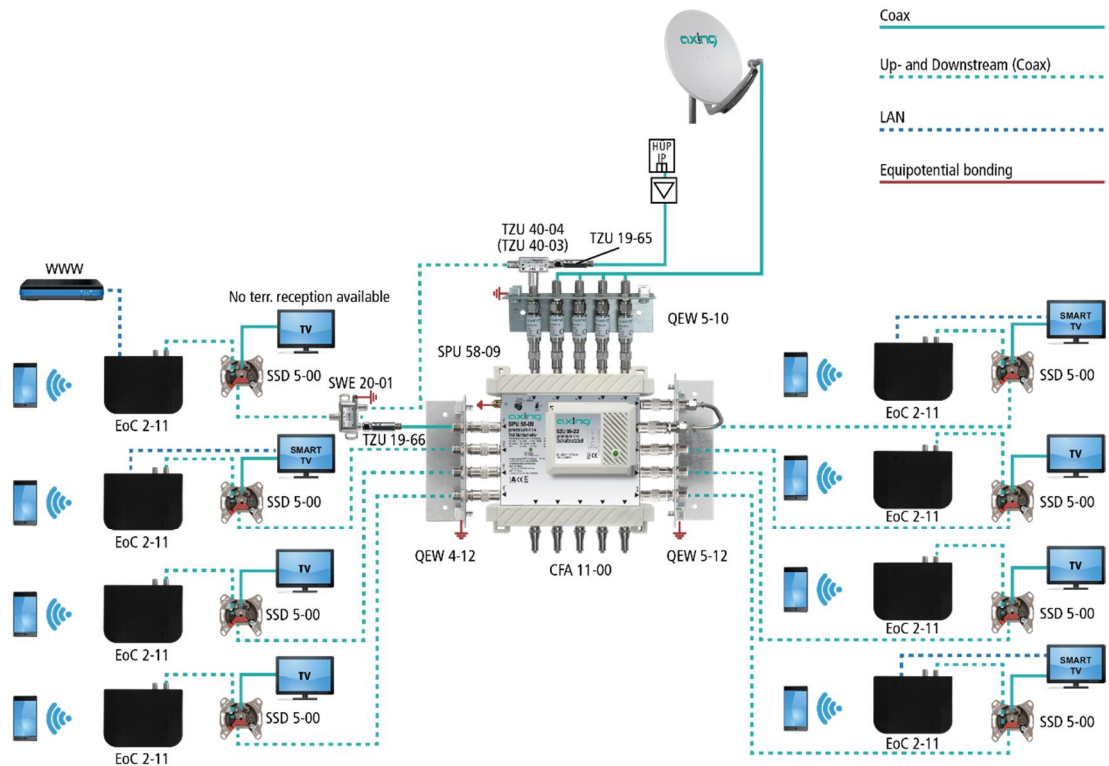 Coax
Up- and Downstream (Coax)
LAN
Equipotential bonding
axing
HUP
IP
TZU 40-04
(TZU 40-03)
TZU 19-65
WWW
No terr. reception available
TV
QEW 5-10
SMART
TV
SPU 58-09
SSD 5-00
SWE 20-01
EoC 2-11
TZU 19-66
axing
SPU 58-09
axing
SSD 5-00
EoC 2-11
SMART
TV
SSD 5-00
EoC 2-11
TV
SSD 5-00
EoC 2-11
QEW 4-12
CFA 11-00
QEW 5-12
TV
SSD 5-00
EoC 2-11
TV
SSD 5-00
EoC 2-11
TV
SSD 5-00
EoC 2-11
SMART
TV
SSD 5-00
EoC 2-11